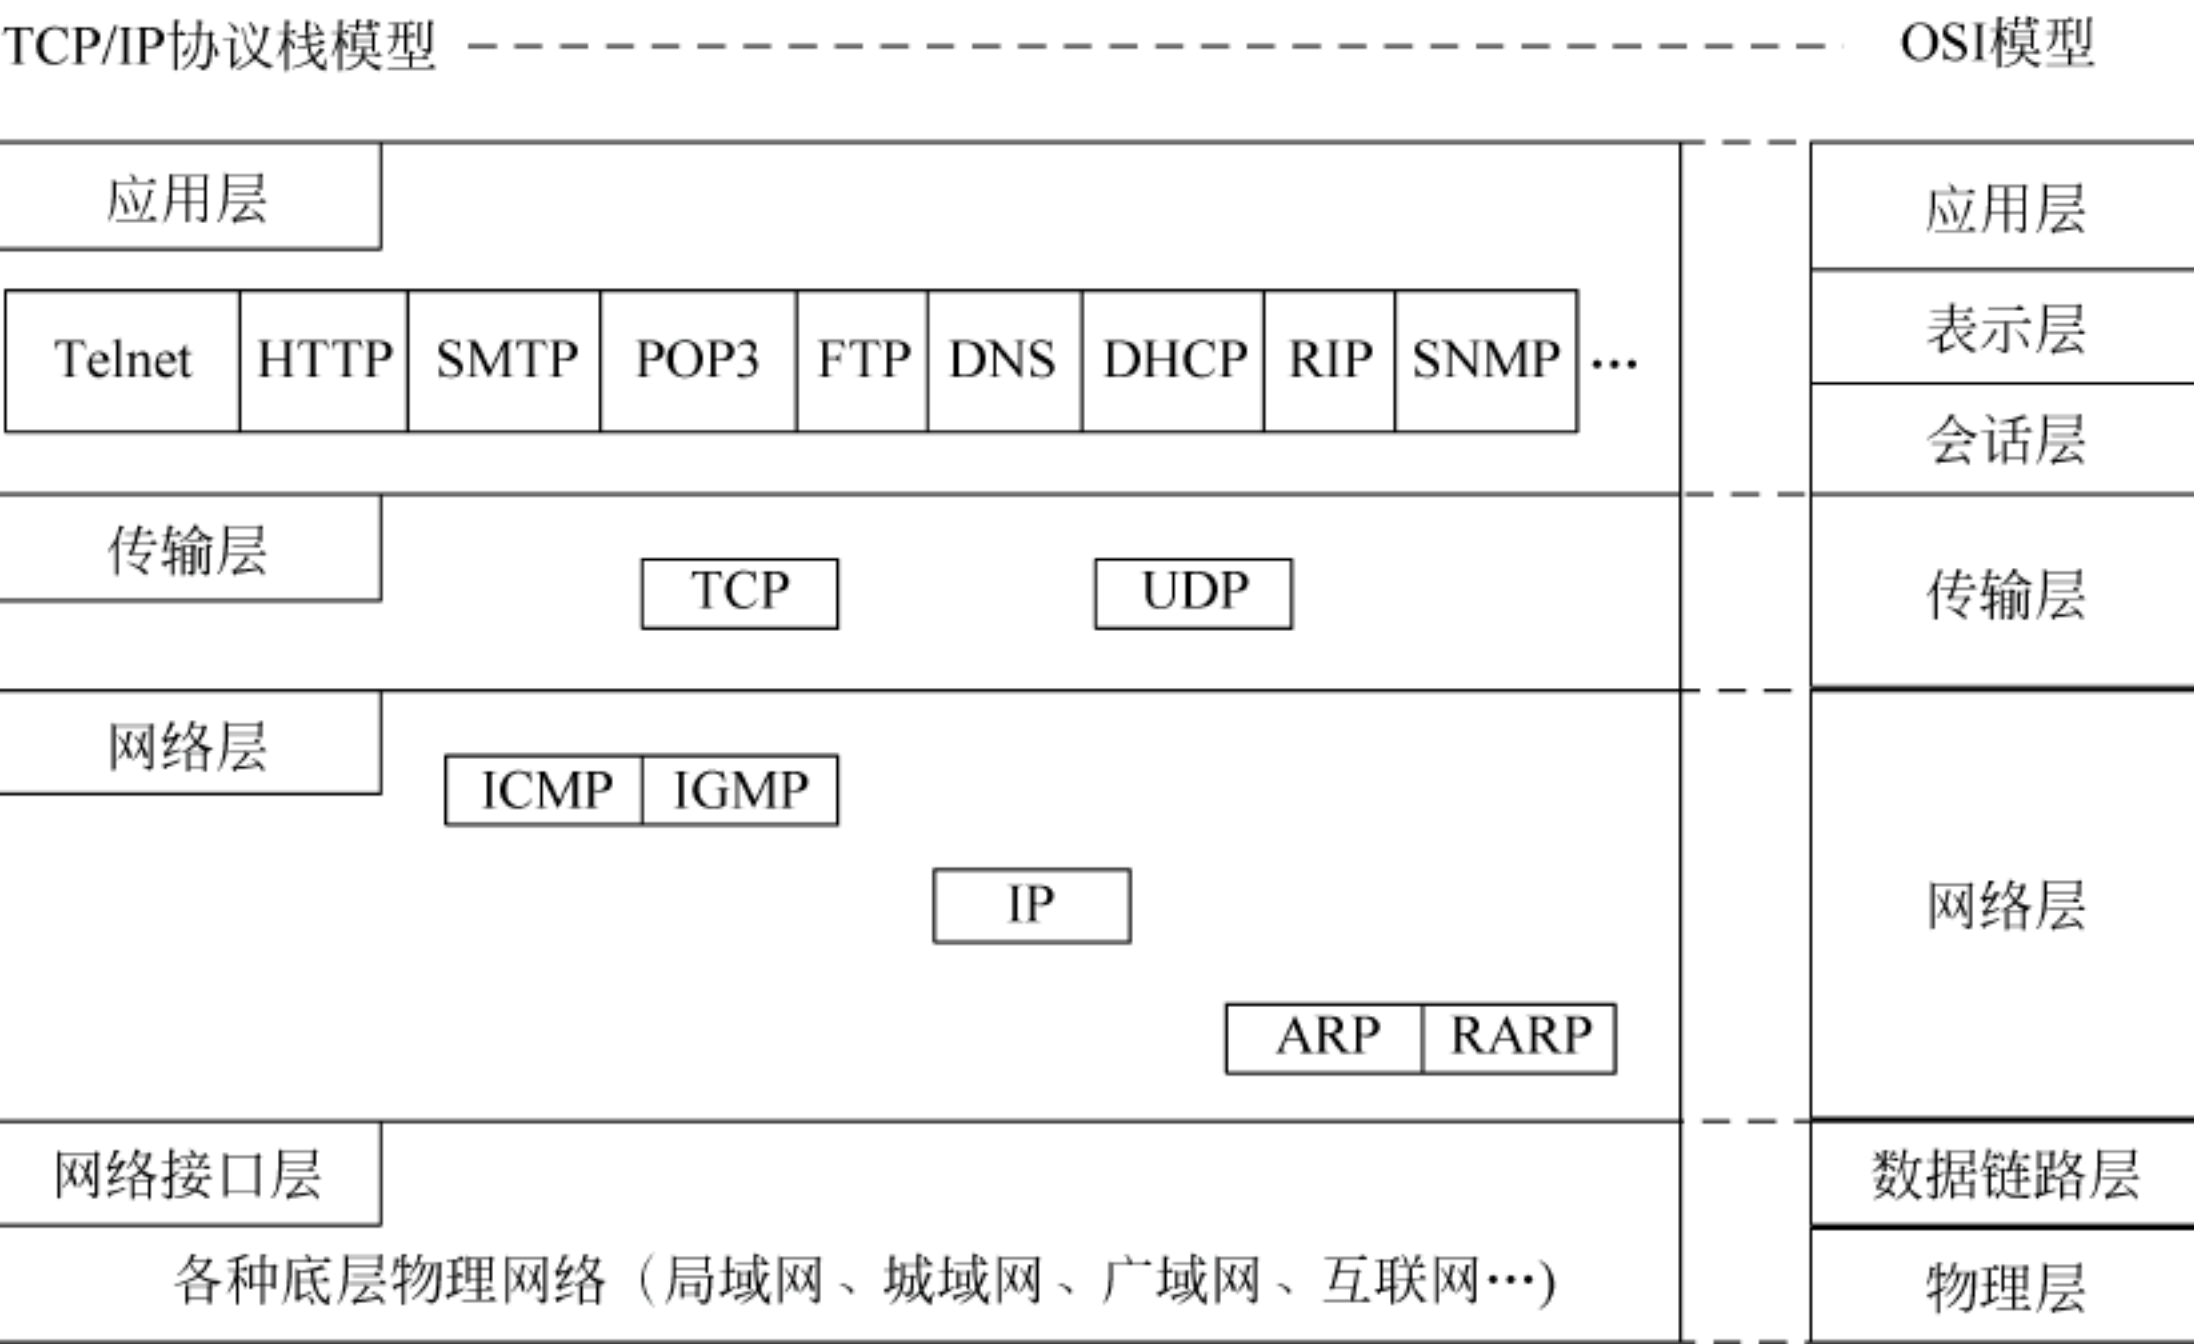 TCP/IP协议栈模型 OSI模型
应用层
Telnet HTTP SMTP POP3 FTP DNS DHCP RIP SNMP …
传输层
TCP UDP
网络层
ICMP IGMP
IP
ARP RARP
网络接口层
各种底层物理网络（局域网、城域网、广域网、互联网…)
应用层
表示层
会话层
传输层
网络层
数据链路层
物理层